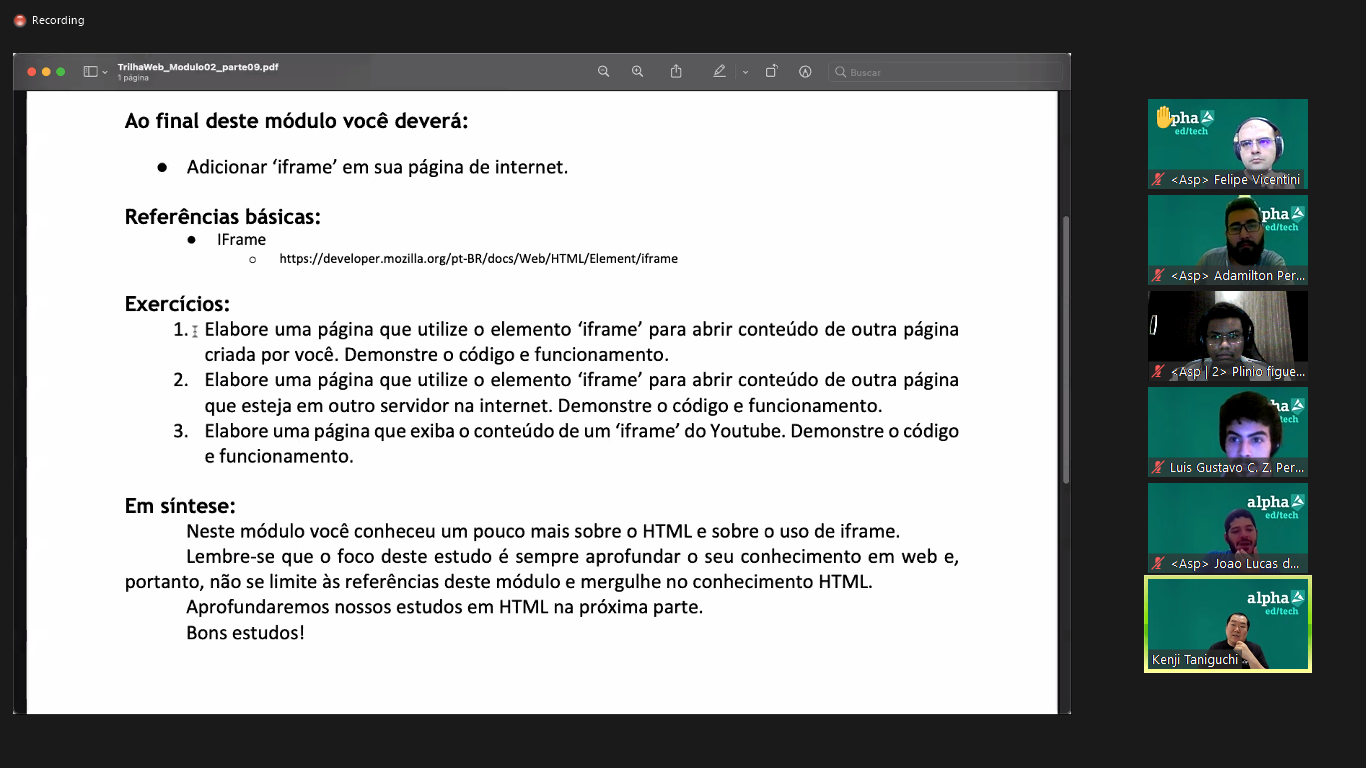 Recording
TrilhaWeb_Modulo02_parte09.pdf
1 página
Buscar
Ao final deste módulo você deverá:
● Adicionar ‘iframe’ em sua página de internet.
Referências básicas:
● IFrame
○ https://developer.mozilla.org/pt-BR/docs/Web/HTML/Element/iframe
Exercícios:
1. Elabore uma página que utilize o elemento ‘iframe’ para abrir conteúdo de outra página
criada por você. Demonstre o código e funcionamento.
2. Elabore uma página que utilize o elemento ‘iframe’ para abrir conteúdo de outra página
que esteja em outro servidor na internet. Demonstre o código e funcionamento.
3. Elabore uma página que exiba o conteúdo de um ‘iframe’ do Youtube. Demonstre o código
e funcionamento.
Em síntese:
Neste módulo você conheceu um pouco mais sobre o HTML e sobre o uso de iframe.
Lembre-se que o foco deste estudo é sempre aprofundar o seu conhecimento em web e,
portanto, não se limite às referências deste módulo e mergulhe no conhecimento HTML.
Aprofundaremos nossos estudos em HTML na próxima parte.
Bons estudos!
pha
ed/tech
<Asp> Felipe Vicentini
pha
ed/tech
<Asp> Adamilton Per...
<Asp | 2> Plinio figue...
ha
ed/tech
Luis Gustavo C. Z. Per...
alpha
ed/tech
<Asp> Joao Lucas d...
alpha
ed/tech
Kenji Taniguchi